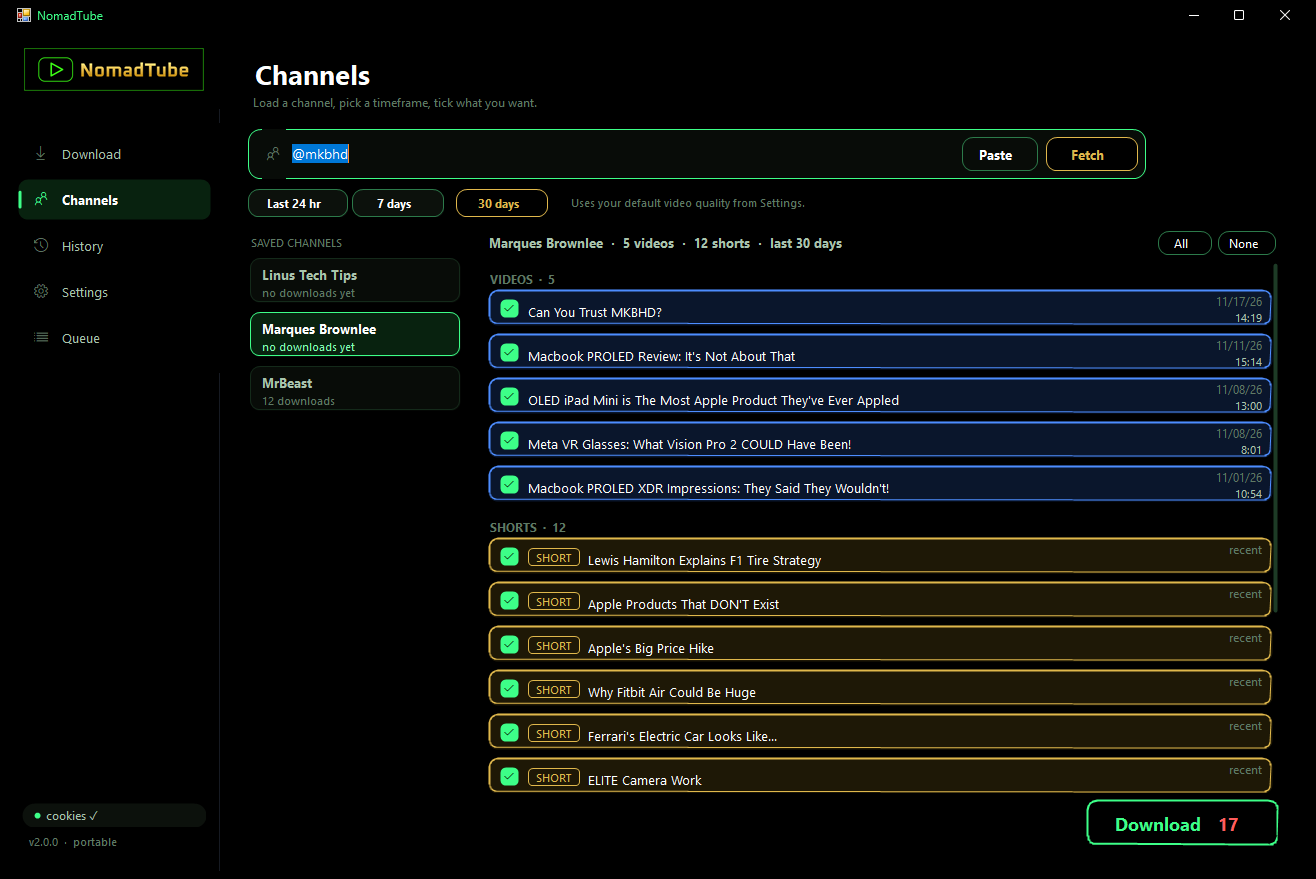 NomadTube
NomadTube
Download
Channels
History
Settings
Queue
cookies ✓
v2.0.0 · portable
Channels
Load a channel, pick a timeframe, tick what you want.
@mkbhd
Paste
Fetch
Last 24 hr
7 days
30 days
Uses your default video quality from Settings.
SAVED CHANNELS
Linus Tech Tips
no downloads yet
Marques Brownlee
no downloads yet
MrBeast
12 downloads
Marques Brownlee · 5 videos · 12 shorts · last 30 days
All
None
VIDEOS · 5
Can You Trust MKBHD?
11/17/26
14:19
Macbook PROLED Review: It's Not About That
11/11/26
15:14
OLED iPad Mini is The Most Apple Product They've Ever Appled
11/08/26
13:00
Meta VR Glasses: What Vision Pro 2 COULD Have Been!
11/08/26
8:01
Macbook PROLED XDR Impressions: They Said They Wouldn't!
11/01/26
10:54
SHORTS · 12
SHORT Lewis Hamilton Explains F1 Tire Strategy
recent
SHORT Apple Products That DON'T Exist
recent
SHORT Apple's Big Price Hike
recent
SHORT Why Fitbit Air Could Be Huge
recent
SHORT Ferrari's Electric Car Looks Like...
recent
SHORT ELITE Camera Work
recent
Download 17